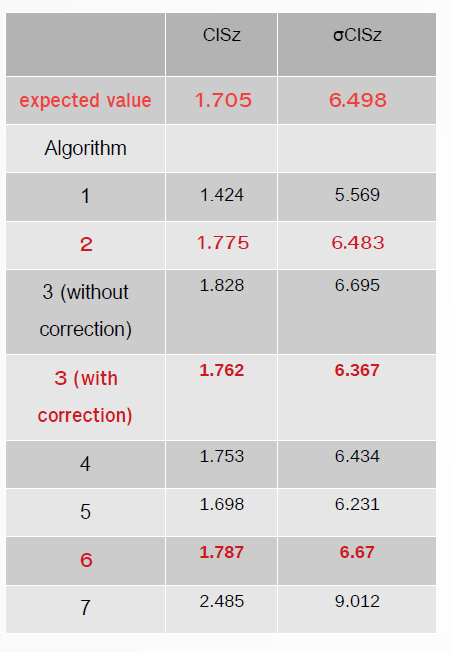 CISz σCISz
expected value 1.705 6.498
Algorithm
1 1.424 5.569
2 1.775 6.483
3 (without 1.828 6.695
correction)
3 (with 1.762 6.367
correction)
4 1.753 6.434
5 1.698 6.231
6 1.787 6.67
7 2.485 9.012